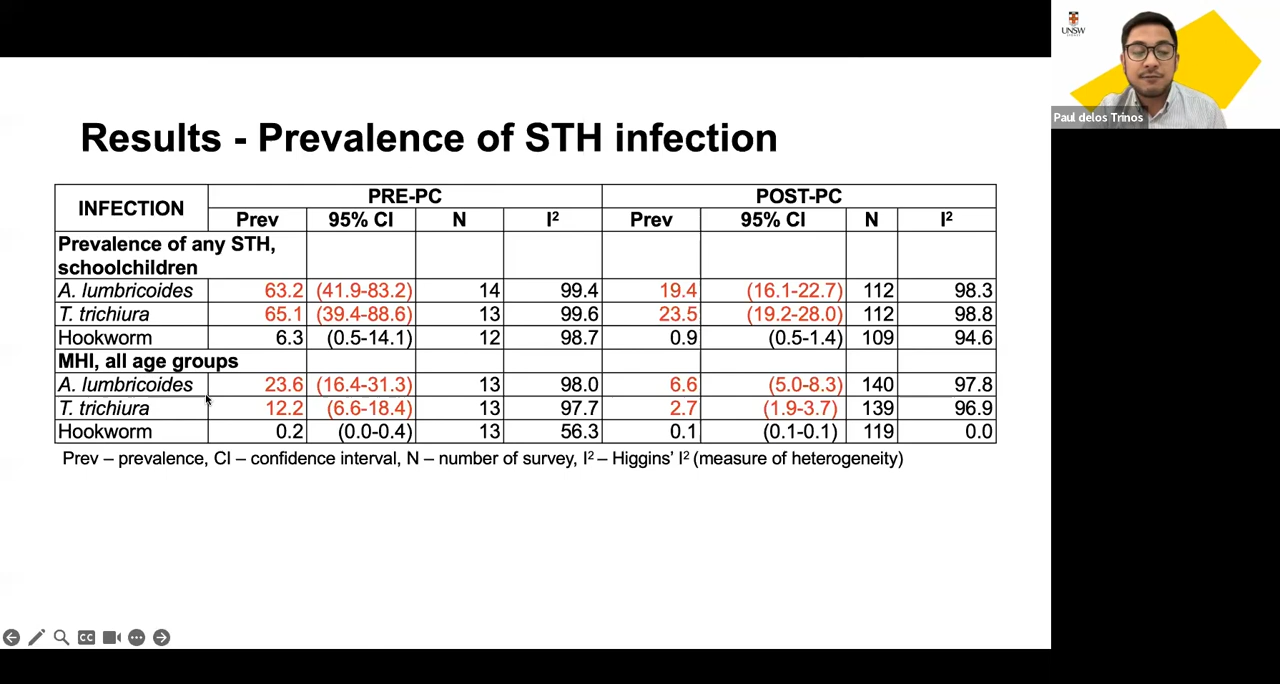 UNSW
Paul delos Trinos
Results - Prevalence of STH infection
INFECTION PRE-PC POST-PC
Prev 95% CI N I² Prev 95% CI N I²
Prevalence of any STH,
schoolchildren
A. lumbricoides 63.2 (41.9-83.2) 14 99.4 19.4 (16.1-22.7) 112 98.3
T. trichiura 65.1 (39.4-88.6) 13 99.6 23.5 (19.2-28.0) 112 98.8
Hookworm 6.3 (0.5-14.1) 12 98.7 0.9 (0.5-1.4) 109 94.6
MHI, all age groups
A. lumbricoides 23.6 (16.4-31.3) 13 98.0 6.6 (5.0-8.3) 140 97.8
T. trichiura 12.2 (6.6-18.4) 13 97.7 2.7 (1.9-3.7) 139 96.9
Hookworm 0.2 (0.0-0.4) 13 56.3 0.1 (0.1-0.1) 119 0.0
Prev – prevalence, CI – confidence interval, N – number of survey, I² – Higgins’ I² (measure of heterogeneity)
CC